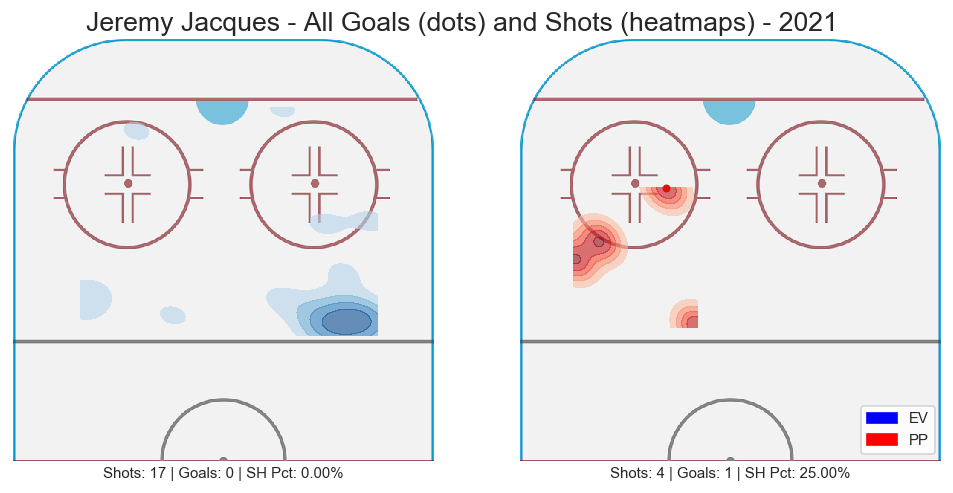 Jeremy Jacques - All Goals (dots) and Shots (heatmaps) - 2021
EV
PP
Shots: 17 | Goals: 0 | SH Pct: 0.00%
Shots: 4 | Goals: 1 | SH Pct: 25.00%